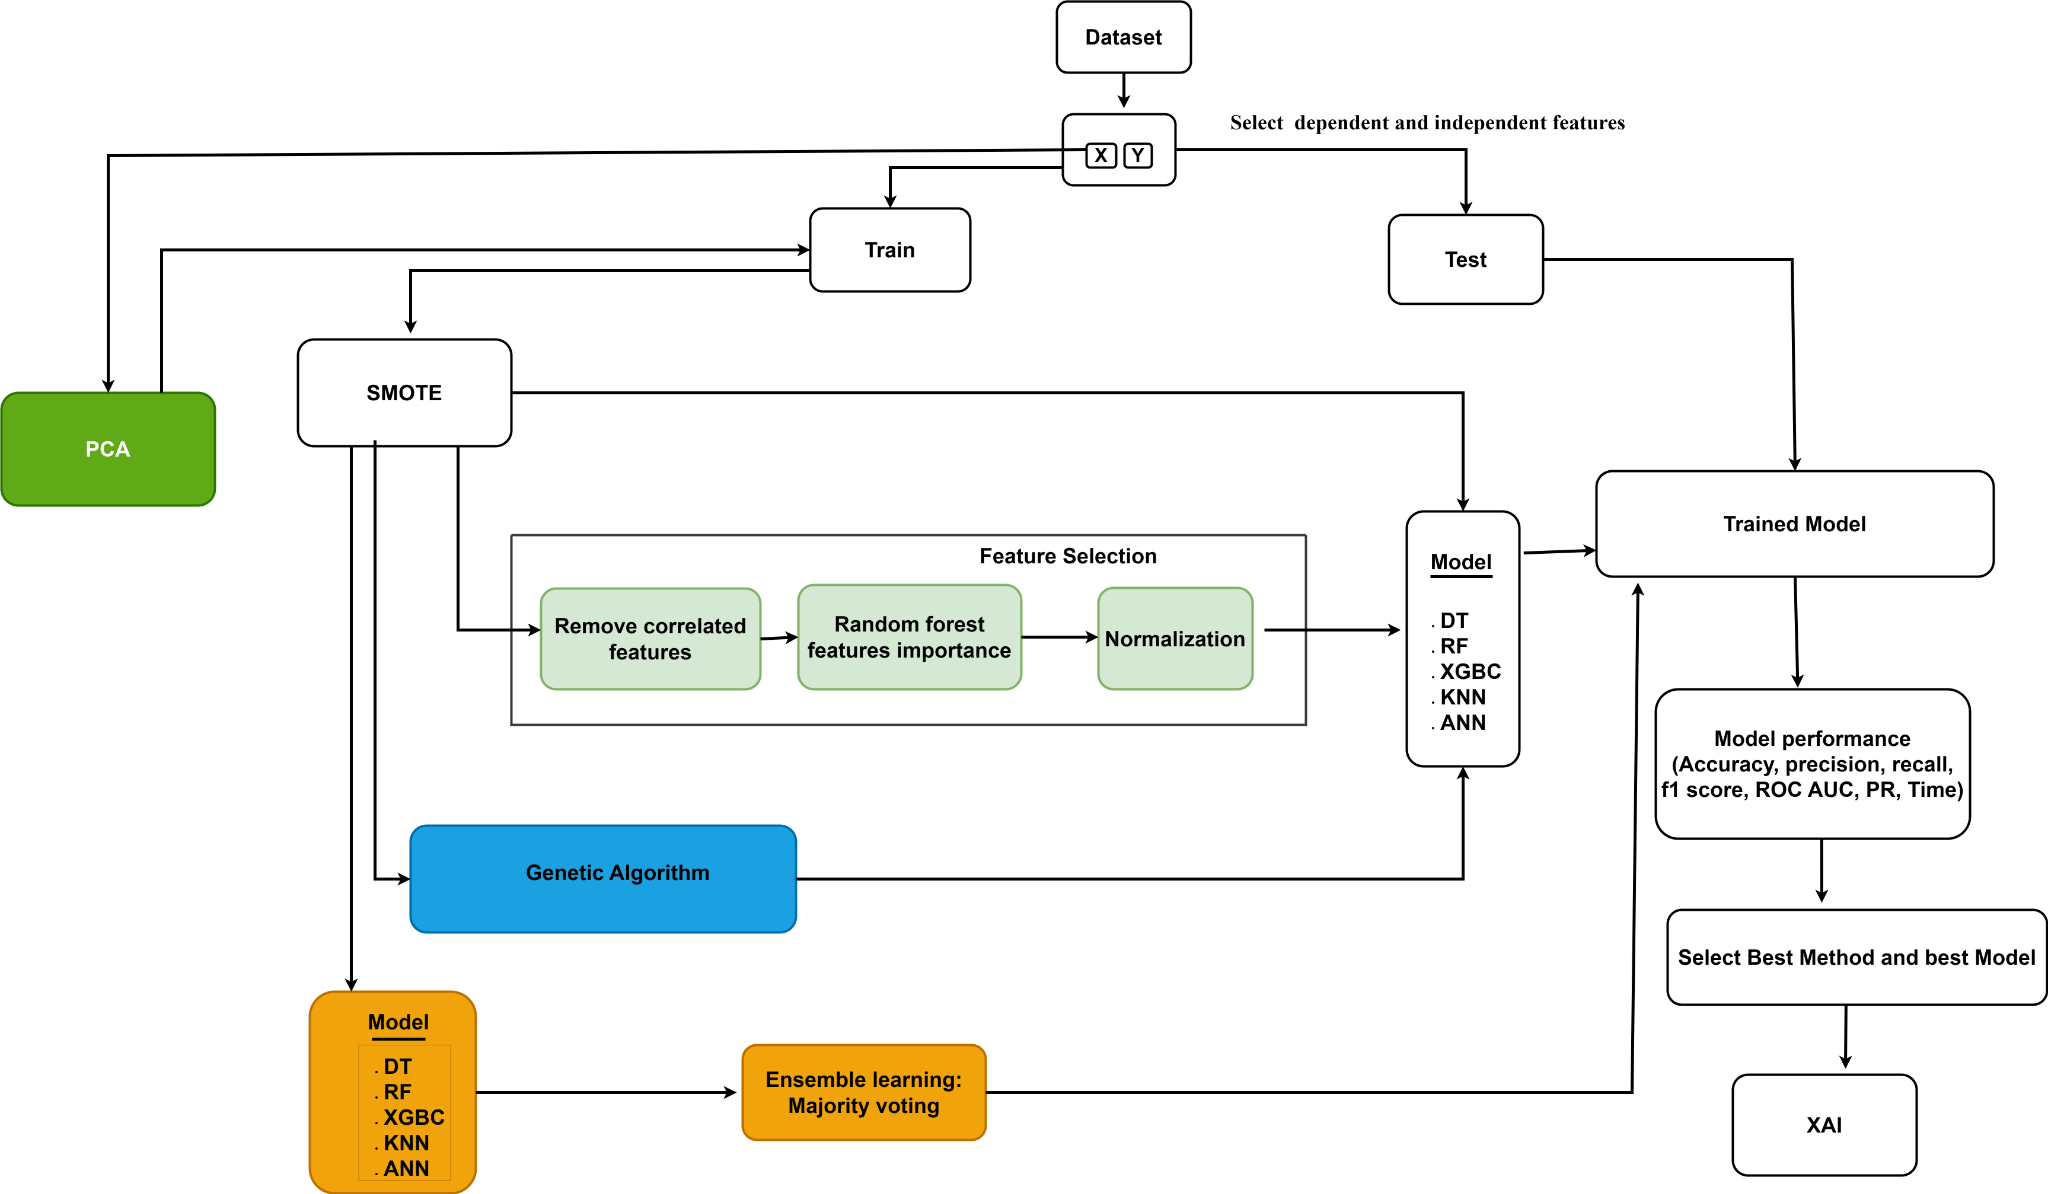 Dataset
Select dependent and independent features
X Y
Train
Test
SMOTE
PCA
Trained Model
Feature Selection
Remove correlated
features
Random forest
features importance
Normalization
Model
. DT
. RF
. XGBC
. KNN
. ANN
Model performance
(Accuracy, precision, recall,
f1 score, ROC AUC, PR, Time)
Genetic Algorithm
Select Best Method and best Model
Model
. DT
. RF
. XGBC
. KNN
. ANN
Ensemble learning:
Majority voting
XAI